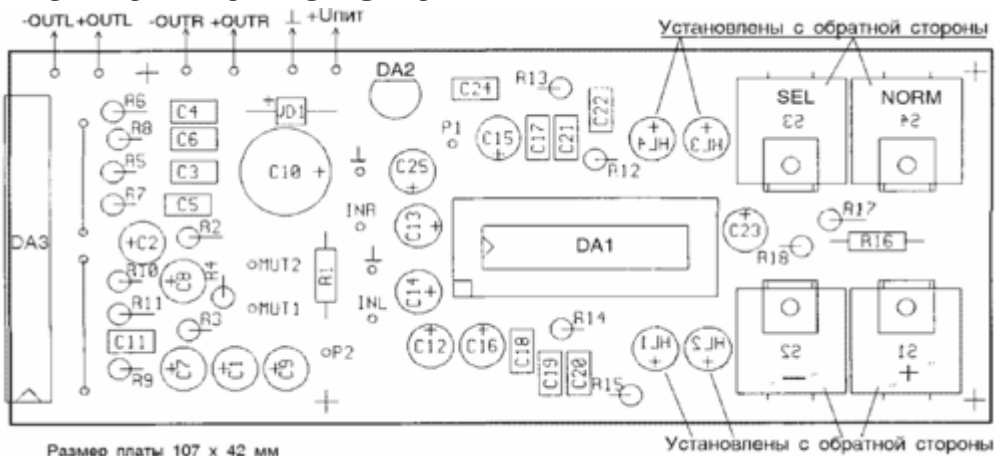 -OUTL +OUTL -OUTR +OUTR ⊥ +Uпит
Установлены с обратной стороны
DA2
R13
C24
C22
SEL
NORM
R6
C4
VD1
P1
C15
C17
C21
HL4
HL3
S3
S4
R8
C6
R5
C3
C10
C25
R12
R7
C5
INR
C13
C23
R17
DA3
C2
R2
DA1
R18
R16
R10
C8
R4
MUT2
R1
C14
R11
MUT1
INL
R3
R14
C11
P2
C12
C16
C18
HL1
HL2
S2
S1
R9
C7
C1
C9
C19
C20
R15
−
+
Установлены с обратной стороны
Размер платы 107 x 42 мм